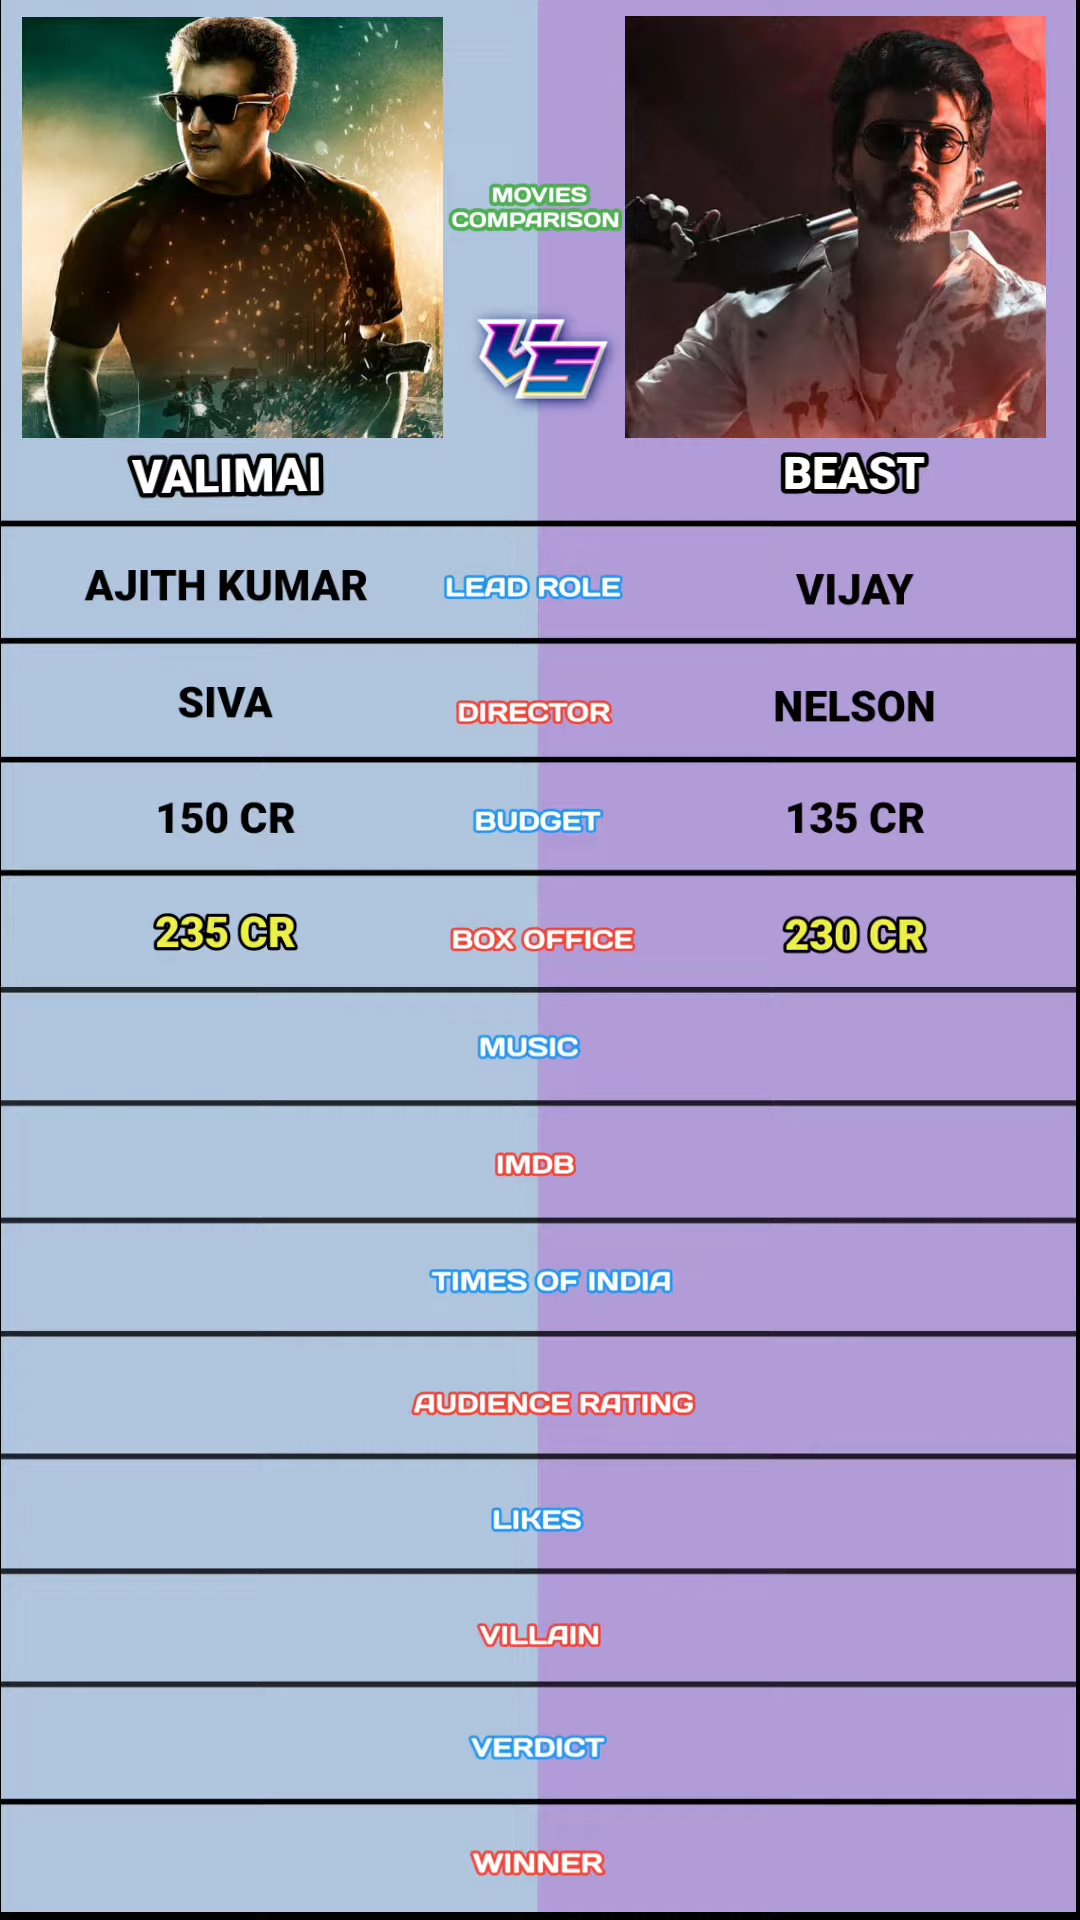 MOVIES
COMPARISON
VS
VALIMAI
BEAST
AJITH KUMAR LEAD ROLE VIJAY
SIVA DIRECTOR NELSON
150 CR BUDGET 135 CR
235 CR BOX OFFICE 230 CR
MUSIC
IMDB
TIMES OF INDIA
AUDIENCE RATING
LIKES
VILLAIN
VERDICT
WINNER